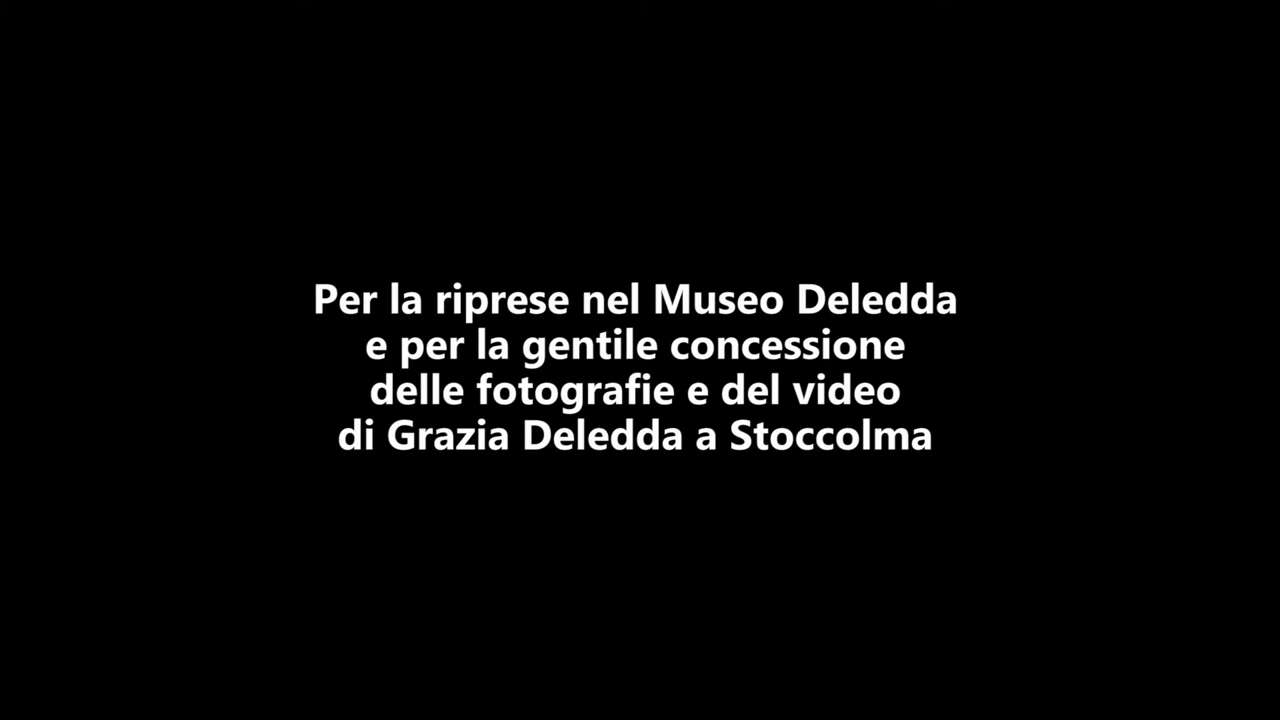 Per la riprese nel Museo Deledda
e per la gentile concessione
delle fotografie e del video
di Grazia Deledda a Stoccolma